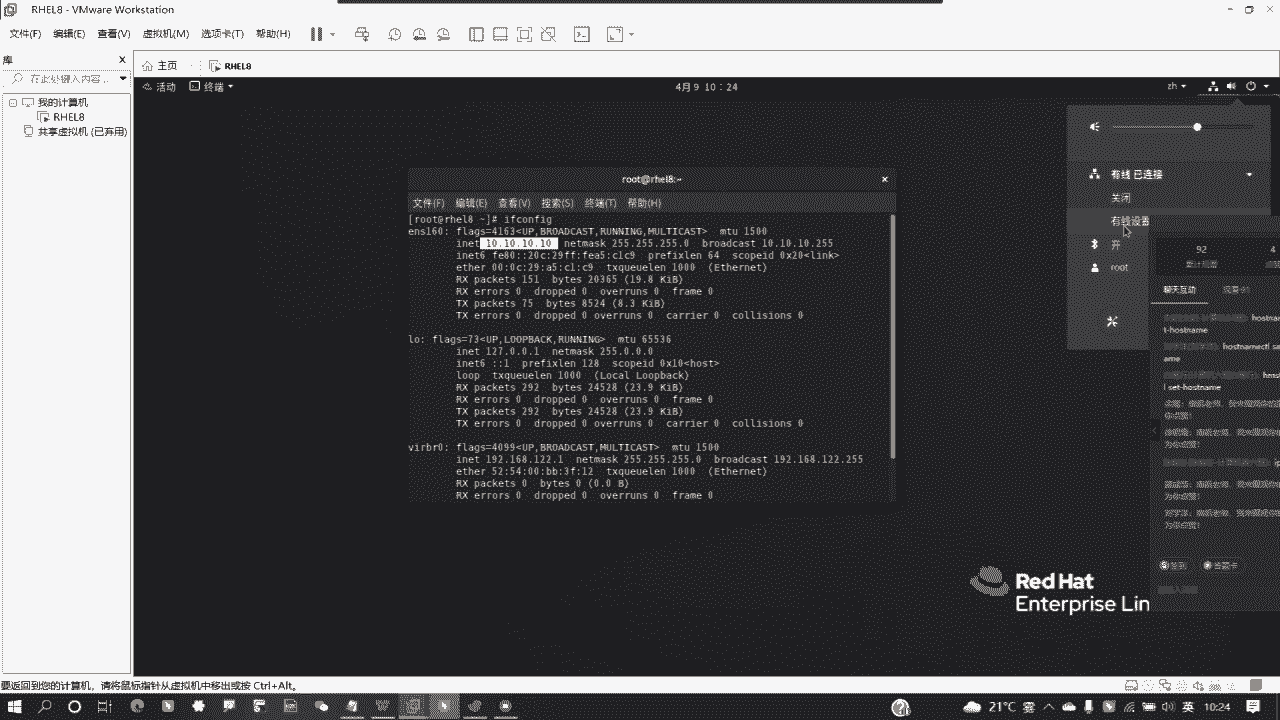 RHEL8 - VMware Workstation
文件(F) 编辑(E) 查看(V) 虚拟机(M) 选项卡(T) 帮助(H)
库
在此处键入内容...
我的计算机
RHEL8
共享虚拟机 (已弃用)
主页
RHEL8
活动 终端
4月 9 10:24
zh
root@rhel8:~
文件(F) 编辑(E) 查看(V) 搜索(S) 终端(T) 帮助(H)
[root@rhel8 ~]# ifconfig
ens160: flags=4163<UP,BROADCAST,RUNNING,MULTICAST> mtu 1500
inet 10.10.10.10 netmask 255.255.255.0 broadcast 10.10.10.255
inet6 fe80::20c:29ff:fea5:c1c9 prefixlen 64 scopeid 0x20<link>
ether 00:0c:29:a5:c1:c9 txqueuelen 1000 (Ethernet)
RX packets 151 bytes 20365 (19.8 KiB)
RX errors 0 dropped 0 overruns 0 frame 0
TX packets 75 bytes 8524 (8.3 KiB)
TX errors 0 dropped 0 overruns 0 carrier 0 collisions 0
lo: flags=73<UP,LOOPBACK,RUNNING> mtu 65536
inet 127.0.0.1 netmask 255.0.0.0
inet6 ::1 prefixlen 128 scopeid 0x10<host>
loop txqueuelen 1000 (Local Loopback)
RX packets 292 bytes 24528 (23.9 KiB)
RX errors 0 dropped 0 overruns 0 frame 0
TX packets 292 bytes 24528 (23.9 KiB)
TX errors 0 dropped 0 overruns 0 carrier 0 collisions 0
virbr0: flags=4099<UP,BROADCAST,MULTICAST> mtu 1500
inet 192.168.122.1 netmask 255.255.255.0 broadcast 192.168.122.255
ether 52:54:00:bb:3f:12 txqueuelen 1000 (Ethernet)
RX packets 0 bytes 0 (0.0 B)
RX errors 0 dropped 0 overruns 0 frame 0
有线 已连接
关闭
有线设置
开
root
92
4
聊天互动
hostna
t-hostname
hostnamectl se
ame
l set-hostname
Red Hat
Enterprise Lin
要返回到您的计算机，请将鼠标指针从虚拟机中移出或按 Ctrl+Alt。
21°C
英
10:24